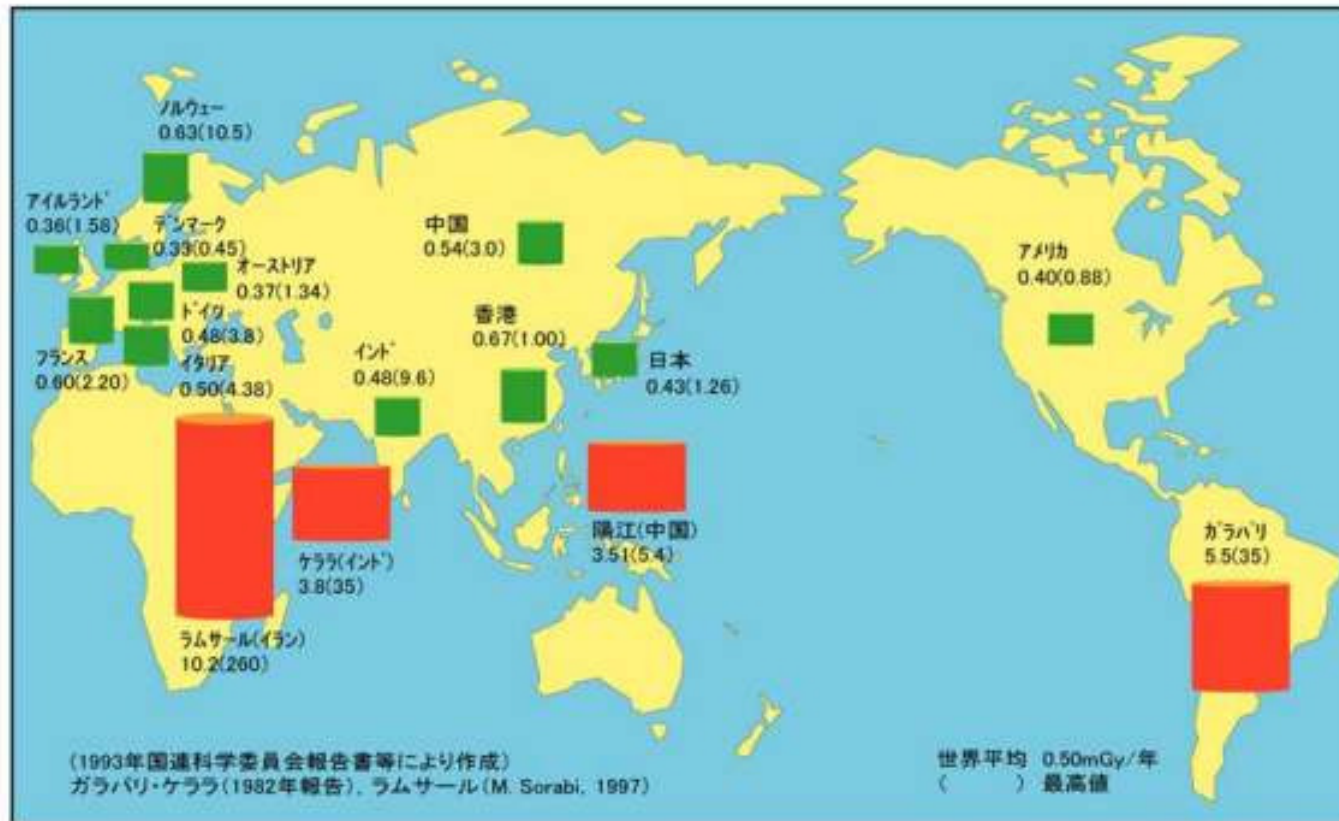 ノルウェー
0.63(10.5)
アイルランド
0.36(1.58)
デンマーク
0.33(0.45)
オーストリア
0.37(1.34)
ドイツ
0.48(3.8)
フランス
0.60(2.20)
イタリア
0.50(4.38)
中国
0.54(3.0)
香港
0.67(1.00)
インド
0.48(9.6)
日本
0.43(1.26)
アメリカ
0.40(0.88)
陽江(中国)
3.51(5.4)
ケララ(インド)
3.8(35)
ガラパリ
5.5(35)
ラムサール(イラン)
10.2(260)
(1993年国連科学委員会報告書等により作成)
ガラパリ・ケララ(1982年報告)、ラムサール(M. Sorabi, 1997)
世界平均 0.50mGy/年
(　　) 最高値